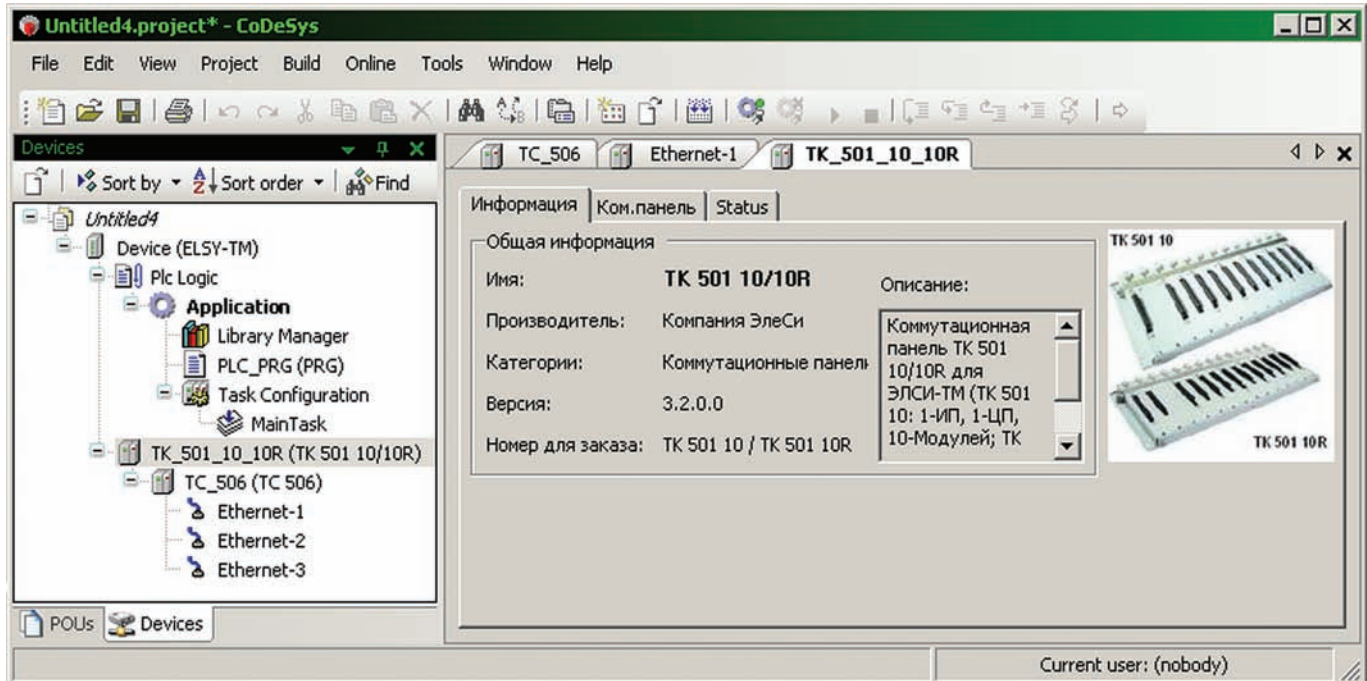 Untitled4.project* - CoDeSys
File Edit View Project Build Online Tools Window Help
Devices
Sort by Sort order Find
Untitled4
Device (ELSY-TM)
Plc Logic
Application
Library Manager
PLC_PRG (PRG)
Task Configuration
MainTask
TK_501_10_10R (TK 501 10/10R)
TC_506 (TC 506)
Ethernet-1
Ethernet-2
Ethernet-3
POUs Devices
TC_506 Ethernet-1 TK_501_10_10R
Информация Ком.панель Status
Общая информация
Имя: TK 501 10/10R
Производитель: Компания ЭлеСи
Категории: Коммутационные панели
Версия: 3.2.0.0
Номер для заказа: TK 501 10 / TK 501 10R
Описание:
Коммутационная
панель ТК 501
10/10R для
ЭЛСИ-ТМ (ТК 501
10: 1-ИП, 1-ЦП,
10-Модулей; ТК
TK 501 10
TK 501 10R
Current user: (nobody)